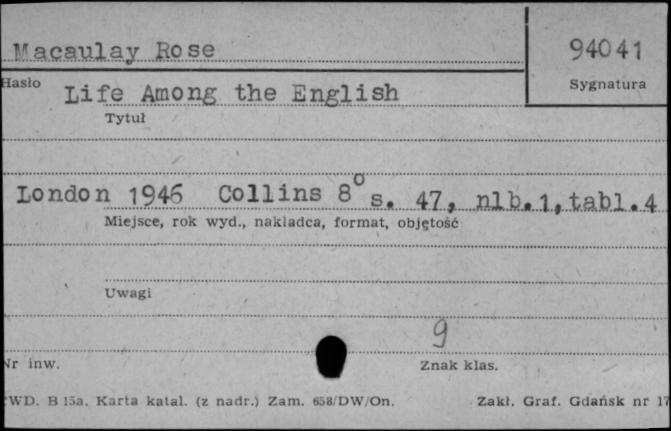 Macaulay Rose
94041
Hasło
Sygnatura
Life Among the English
Tytuł
London 1946 Collins 8° s. 47, nlb.1, tabl.4
Miejsce, rok wyd., nakładca, format, objętość
Uwagi
9
Nr inw.
Znak klas.
WD. B 15a. Karta katal. (z nadr.) Zam. 658/DW/On.
Zakł. Graf. Gdańsk nr 17